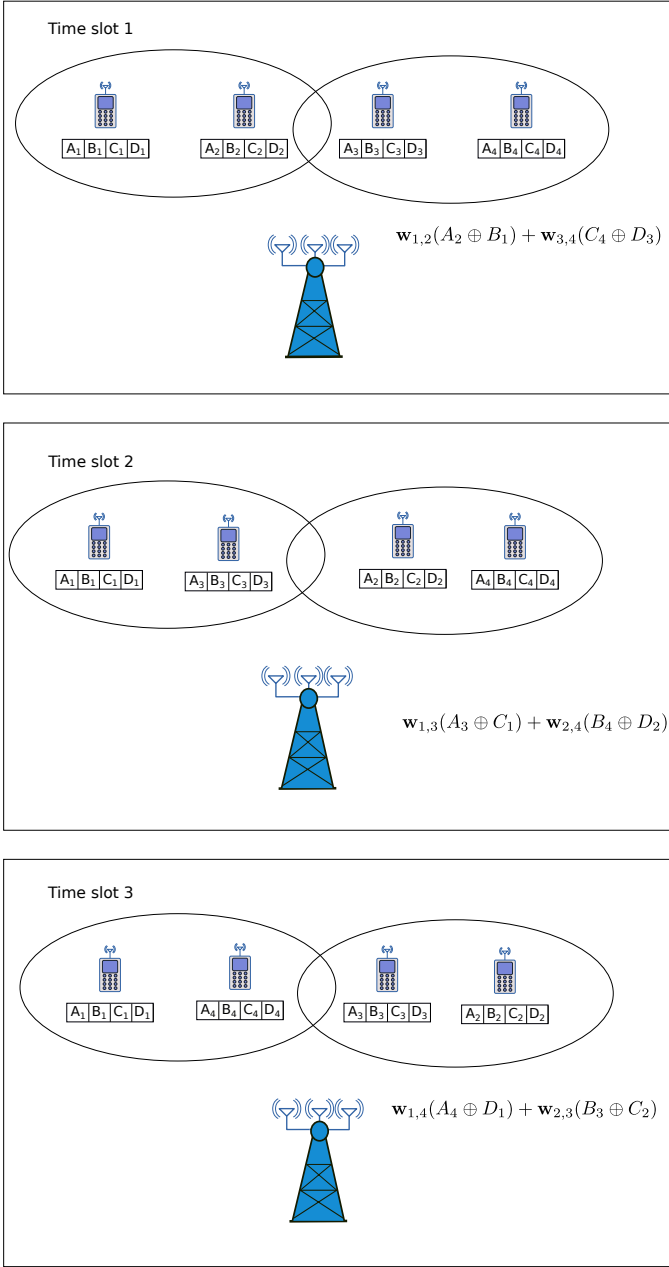 Time slot 1
A₁ B₁ C₁ D₁ A₂ B₂ C₂ D₂ A₃ B₃ C₃ D₃ A₄ B₄ C₄ D₄
𝐰₁,₂(A₂ ⊕ B₁) + 𝐰₃,₄(C₄ ⊕ D₃)
Time slot 2
A₁ B₁ C₁ D₁ A₃ B₃ C₃ D₃ A₂ B₂ C₂ D₂ A₄ B₄ C₄ D₄
𝐰₁,₃(A₃ ⊕ C₁) + 𝐰₂,₄(B₄ ⊕ D₂)
Time slot 3
A₁ B₁ C₁ D₁ A₄ B₄ C₄ D₄ A₃ B₃ C₃ D₃ A₂ B₂ C₂ D₂
𝐰₁,₄(A₄ ⊕ D₁) + 𝐰₂,₃(B₃ ⊕ C₂)